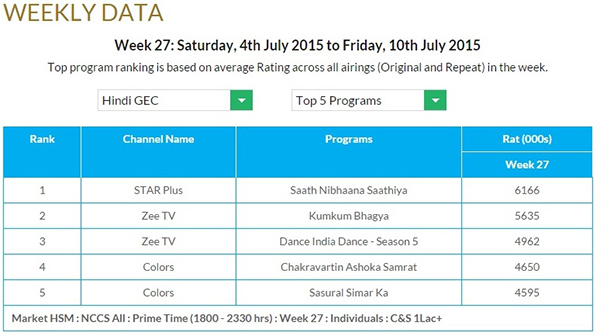 WEEKLY DATA
Week 27: Saturday, 4th July 2015 to Friday, 10th July 2015
Top program ranking is based on average Rating across all airings (Original and Repeat) in the week.
Hindi GEC Top 5 Programs
Rank Channel Name Programs Rat (000s)
Week 27
1 STAR Plus Saath Nibhaana Saathiya 6166
2 Zee TV Kumkum Bhagya 5635
3 Zee TV Dance India Dance - Season 5 4962
4 Colors Chakravartin Ashoka Samrat 4650
5 Colors Sasural Simar Ka 4595
Market HSM : NCCS All : Prime Time (1800 - 2330 hrs) : Week 27 : Individuals : C&S 1Lac+